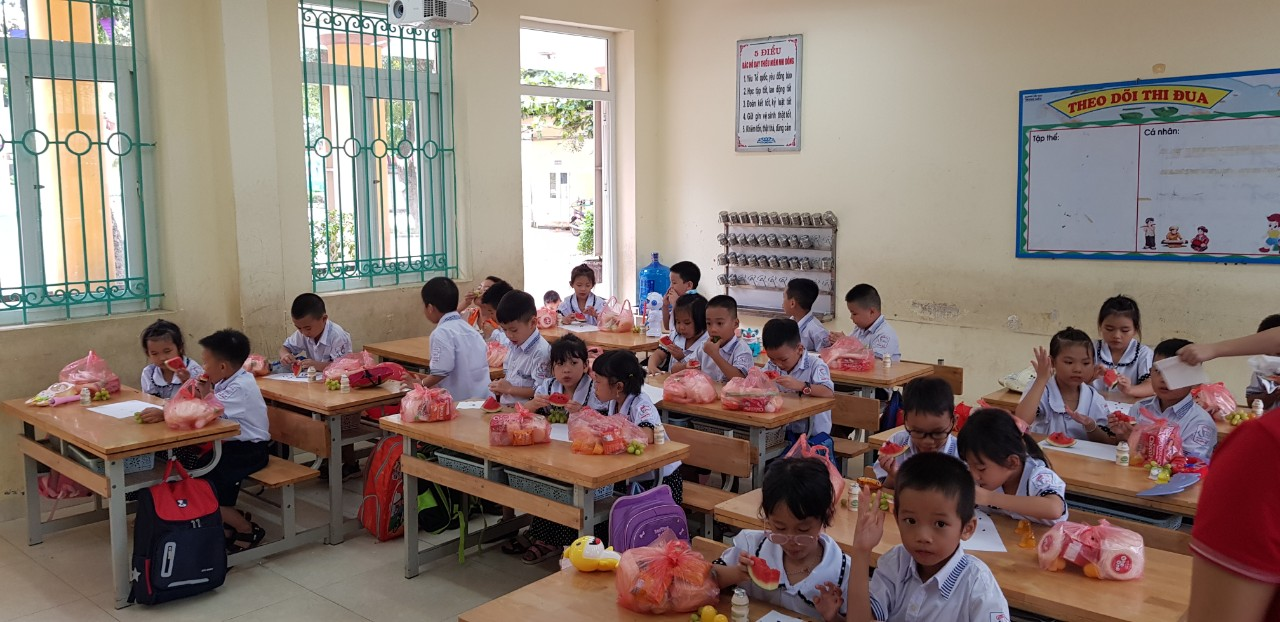 5 ĐIỀU
BÁC HỒ DẠY THIẾU NIÊN NHI ĐỒNG
1. Yêu Tổ quốc, yêu đồng bào
2. Học tập tốt, lao động tốt
3. Đoàn kết tốt, kỷ luật tốt
4. Giữ gìn vệ sinh thật tốt
5. Khiêm tốn, thật thà, dũng cảm
THEO DÕI THI ĐUA
Tập thể:
Cá nhân:
11